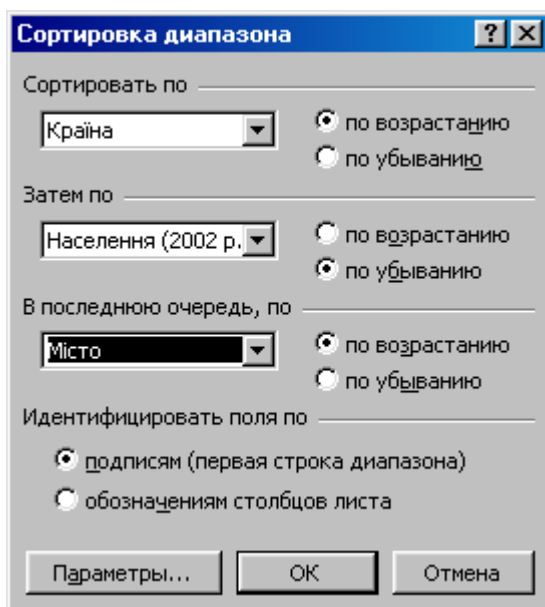 Сортировка диапазона
Сортировать по
Країна
по возрастанию
по убыванию
Затем по
Населення (2002 р.
по возрастанию
по убыванию
В последнюю очередь, по
Місто
по возрастанию
по убыванию
Идентифицировать поля по
подписям (первая строка диапазона)
обозначениям столбцов листа
Параметры...
ОК
Отмена